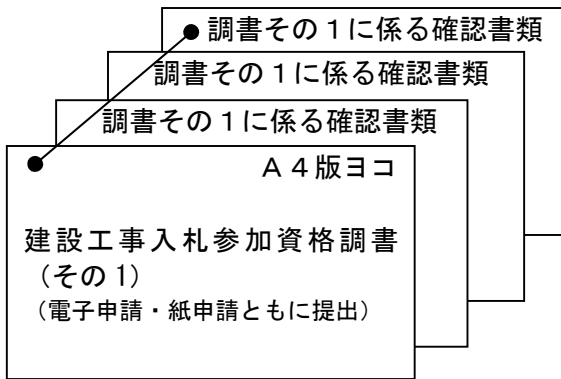 調書その１に係る確認書類
調書その１に係る確認書類
調書その１に係る確認書類
Ａ４版ヨコ
建設工事入札参加資格調書
（その1）
（電子申請・紙申請ともに提出）